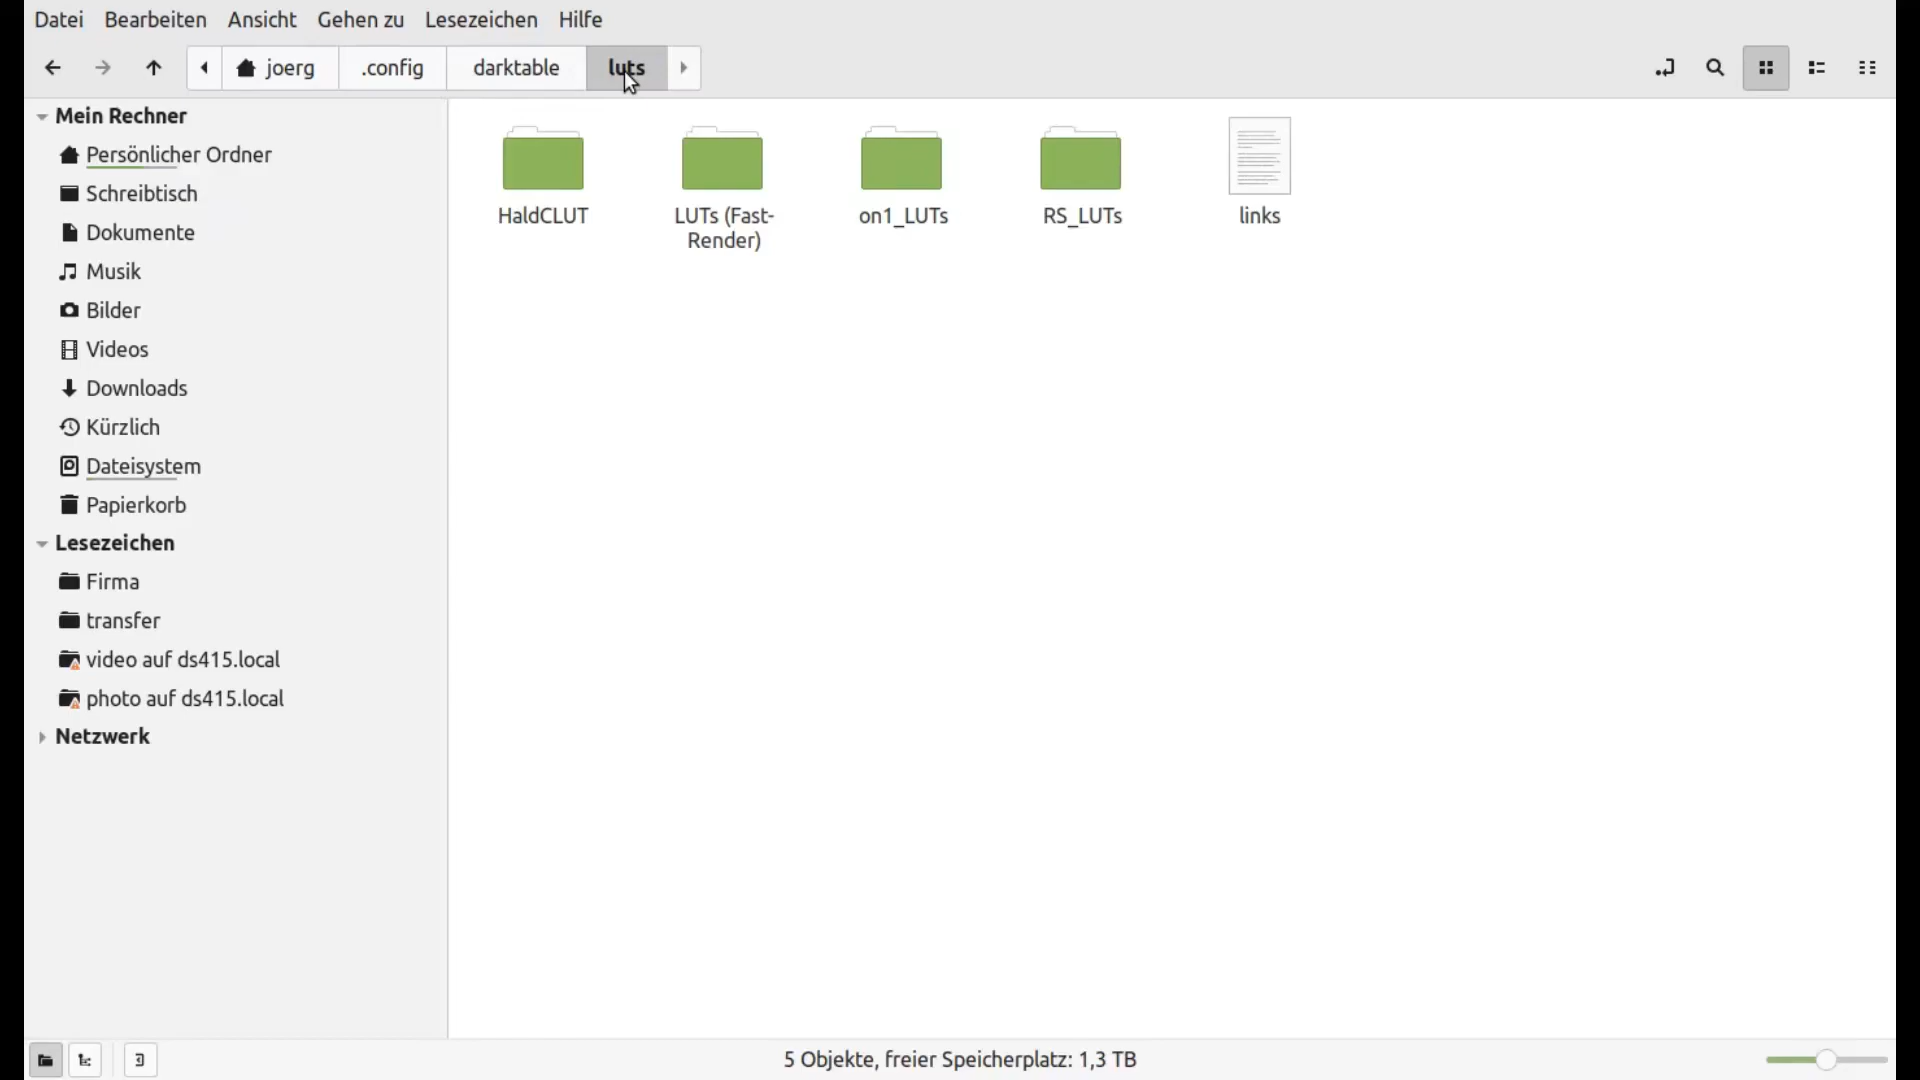 Datei Bearbeiten Ansicht Gehen zu Lesezeichen Hilfe
joerg .config darktable luts
Mein Rechner
Persönlicher Ordner
Schreibtisch
Dokumente
Musik
Bilder
Videos
Downloads
Kürzlich
Dateisystem
Papierkorb
Lesezeichen
Firma
transfer
video auf ds415.local
photo auf ds415.local
Netzwerk
HaldCLUT
LUTs (Fast-
Render)
on1_LUTs
RS_LUTs
links
5 Objekte, freier Speicherplatz: 1,3 TB